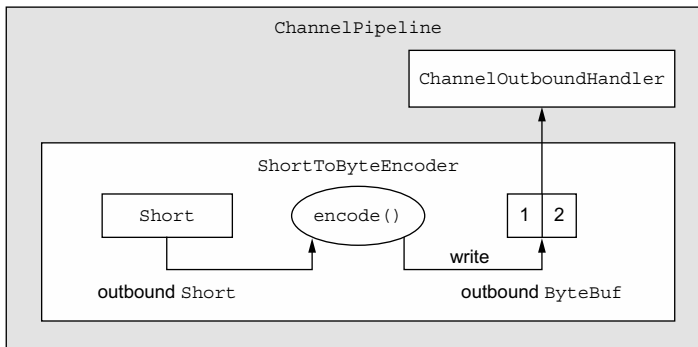 ChannelPipeline
ChannelOutboundHandler
ShortToByteEncoder
Short
encode()
1 2
write
outbound Short
outbound ByteBuf